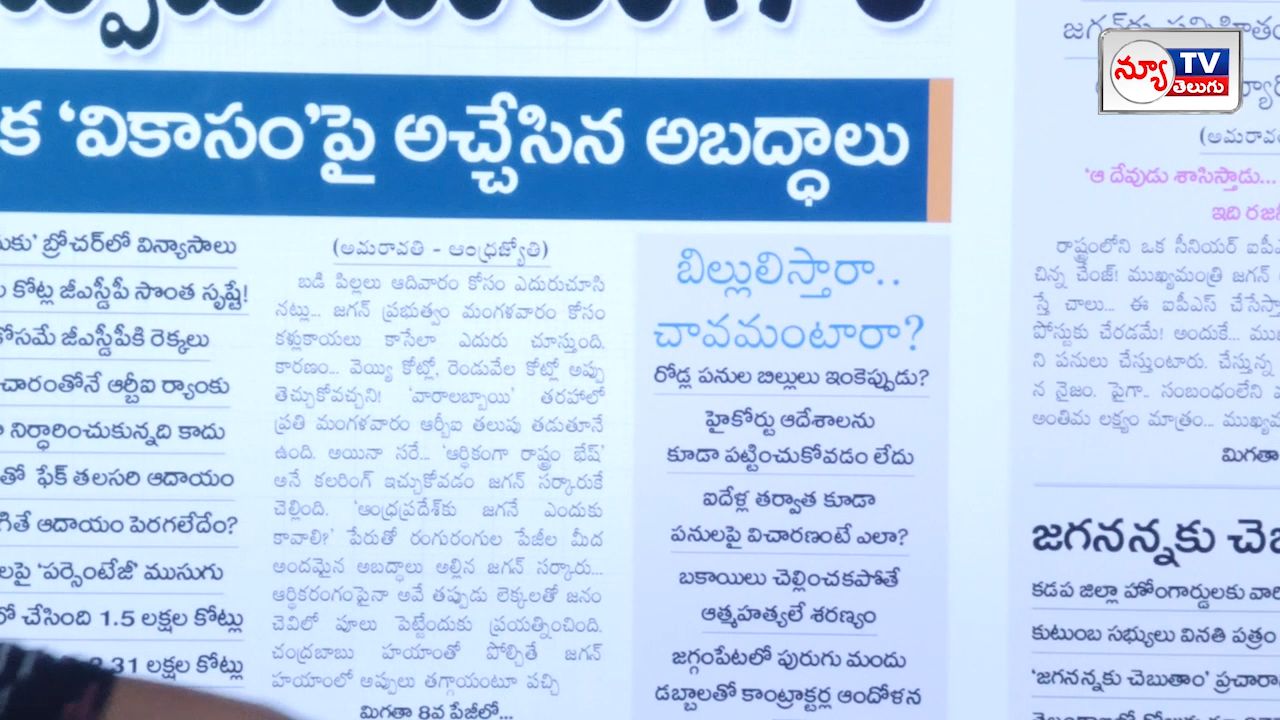 న్యూ TV తెలుగు
‘వికాసం’పై అచ్చేసిన అబద్ధాలు
బ్రోచర్‌లో విన్యాసాలు
కోట్ల జీఎస్డీపీ సొంత సృష్టే!
జీఎస్డీపీకి రెక్కలు
ఆర్బీఐ ర్యాంకు
నిర్ధారించుకున్నది కాదు
ఫేక్ తలసరి ఆదాయం
ఆదాయం పెరగలేదేం?
‘పర్సెంటేజీ’ ముసుగు
చేసింది 1.5 లక్షల కోట్లు
31 లక్షల కోట్లు
(అమరావతి - ఆంధ్రజ్యోతి)
బడి పిల్లలు ఆదివారం కోసం ఎదురుచూసి
నట్లు... జగన్ ప్రభుత్వం మంగళవారం కోసం
కళ్లుకాయలు కాసేలా ఎదురు చూస్తుంది.
కారణం... వెయ్యి కోట్లో, రెండువేల కోట్లో అప్పు
తెచ్చుకోవచ్చని! ‘వారాలబ్బాయి’ తరహాలో
ప్రతి మంగళవారం ఆర్బీఐ తలుపు తడుతూనే
ఉంది. అయినా సరే... ‘ఆర్థికంగా రాష్ట్రం భేష్’
అనే కలరింగ్ ఇచ్చుకోవడం జగన్ సర్కారుకే
చెల్లింది. ‘ఆంధ్రప్రదేశ్‌కు జగనే ఎందుకు
కావాలి?’ పేరుతో రంగురంగుల పేజీల మీద
అందమైన అబద్ధాలు అల్లిన జగన్ సర్కారు...
ఆర్థికరంగంపైనా అవే తప్పుడు లెక్కలతో జనం
చెవిలో పూలు పెట్టేందుకు ప్రయత్నించింది.
చంద్రబాబు హయాంతో పోల్చితే జగన్
హయాంలో అప్పులు తగ్గాయంటూ వచ్చి
మిగతా 8వ పేజీలో...
బిల్లులిస్తారా..
చావమంటారా?
రోడ్ల పనుల బిల్లులు ఇంకెప్పుడు?
హైకోర్టు ఆదేశాలను
కూడా పట్టించుకోవడం లేదు
ఐదేళ్ల తర్వాత కూడా
పనులపై విచారణంటే ఎలా?
బకాయిలు చెల్లించకపోతే
ఆత్మహత్యలే శరణ్యం
జగ్గంపేటలో పురుగు మందు
డబ్బాలతో కాంట్రాక్టర్ల ఆందోళన
‘ఆ దేవుడు శాసిస్తాడు...
ఇది
రాష్ట్రంలోని ఒక సీనియర్
చిన్న చేంజ్! ముఖ్యమంత్రి జగన్
స్తే చాలు... ఈ ఐపీఎస్
పోస్టుకు చేరడమే! అందుకే...
ని పనులు చేస్తుంటారు. చేస్తున్న
న నైజం. పైగా.. సంబంధంలేని
అంతిమ లక్ష్యం మాత్రం...
మిగతా
జగనన్నకు
కడప జిల్లా హోంగార్డులకు
కుటుంబ సభ్యులు వినతి పత్రం
‘జగనన్నకు చెబుతాం’